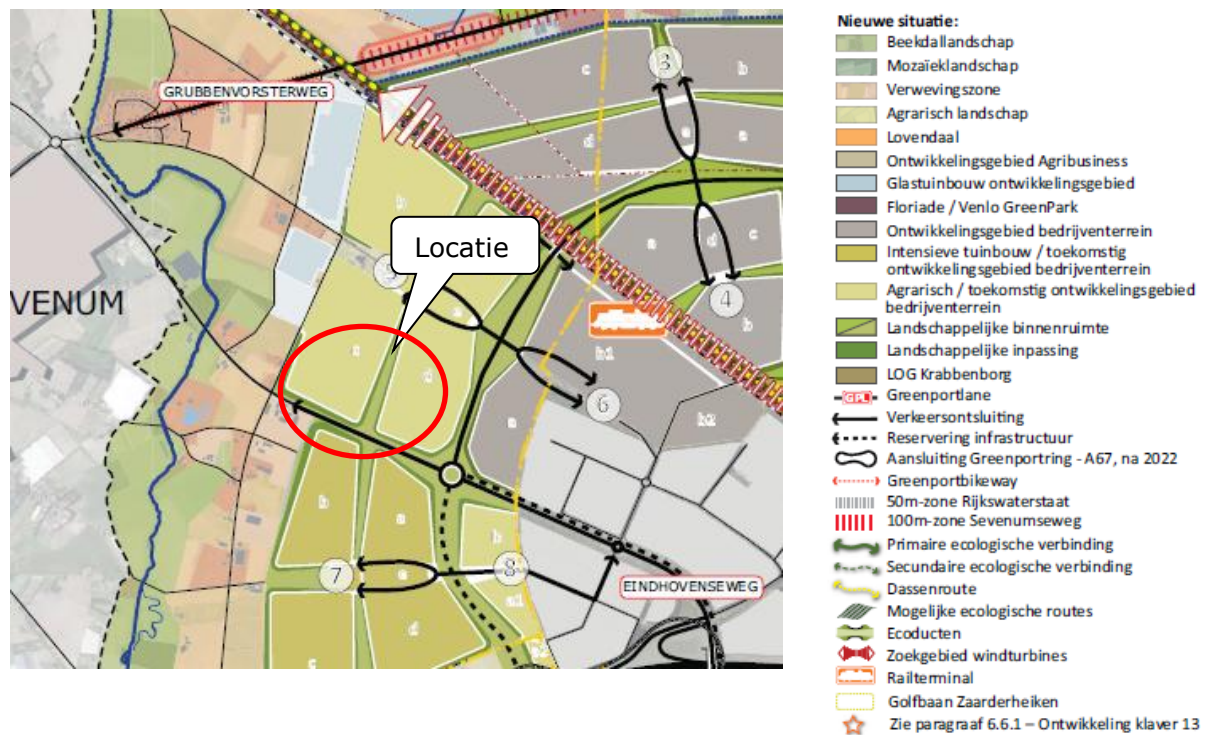 GRUBBENVORSTERWEG
3
Locatie
VENUM
4
6
7
8
EINDHOVENSEWEG
Nieuwe situatie:
Beekdallandschap
Mozaïeklandschap
Verwevingszone
Agrarisch landschap
Lovendaal
Ontwikkelingsgebied Agribusiness
Glastuinbouw ontwikkelingsgebied
Floriade / Venlo GreenPark
Ontwikkelingsgebied bedrijventerrein
Intensieve tuinbouw / toekomstig
ontwikkelingsgebied bedrijventerrein
Agrarisch / toekomstig ontwikkelingsgebied
bedrijventerrein
Landschappelijke binnenruimte
Landschappelijke inpassing
LOG Krabbenborg
GPL Greenportlane
Verkeersontsluiting
Reservering infrastructuur
Aansluiting Greenportring - A67, na 2022
Greenportbikeway
50m-zone Rijkswaterstaat
100m-zone Sevenumseweg
Primaire ecologische verbinding
Secundaire ecologische verbinding
Dassenroute
Mogelijke ecologische routes
Ecoducten
Zoekgebied windturbines
Railterminal
Golfbaan Zaarderheiken
Zie paragraaf 6.6.1 – Ontwikkeling klaver 13